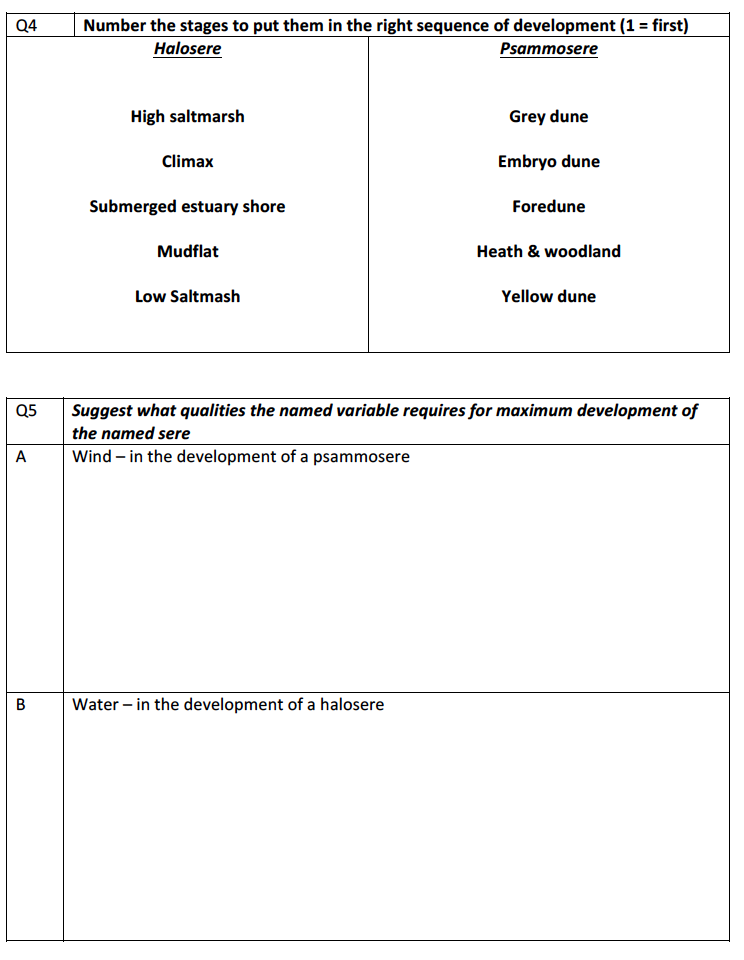 Q4 Number the stages to put them in the right sequence of development (1 = first)
Halosere
High saltmarsh
Climax
Submerged estuary shore
Mudflat
Low Saltmash
Psammosere
Grey dune
Embryo dune
Foredune
Heath & woodland
Yellow dune
Q5 Suggest what qualities the named variable requires for maximum development of
the named sere
A Wind – in the development of a psammosere
B Water – in the development of a halosere